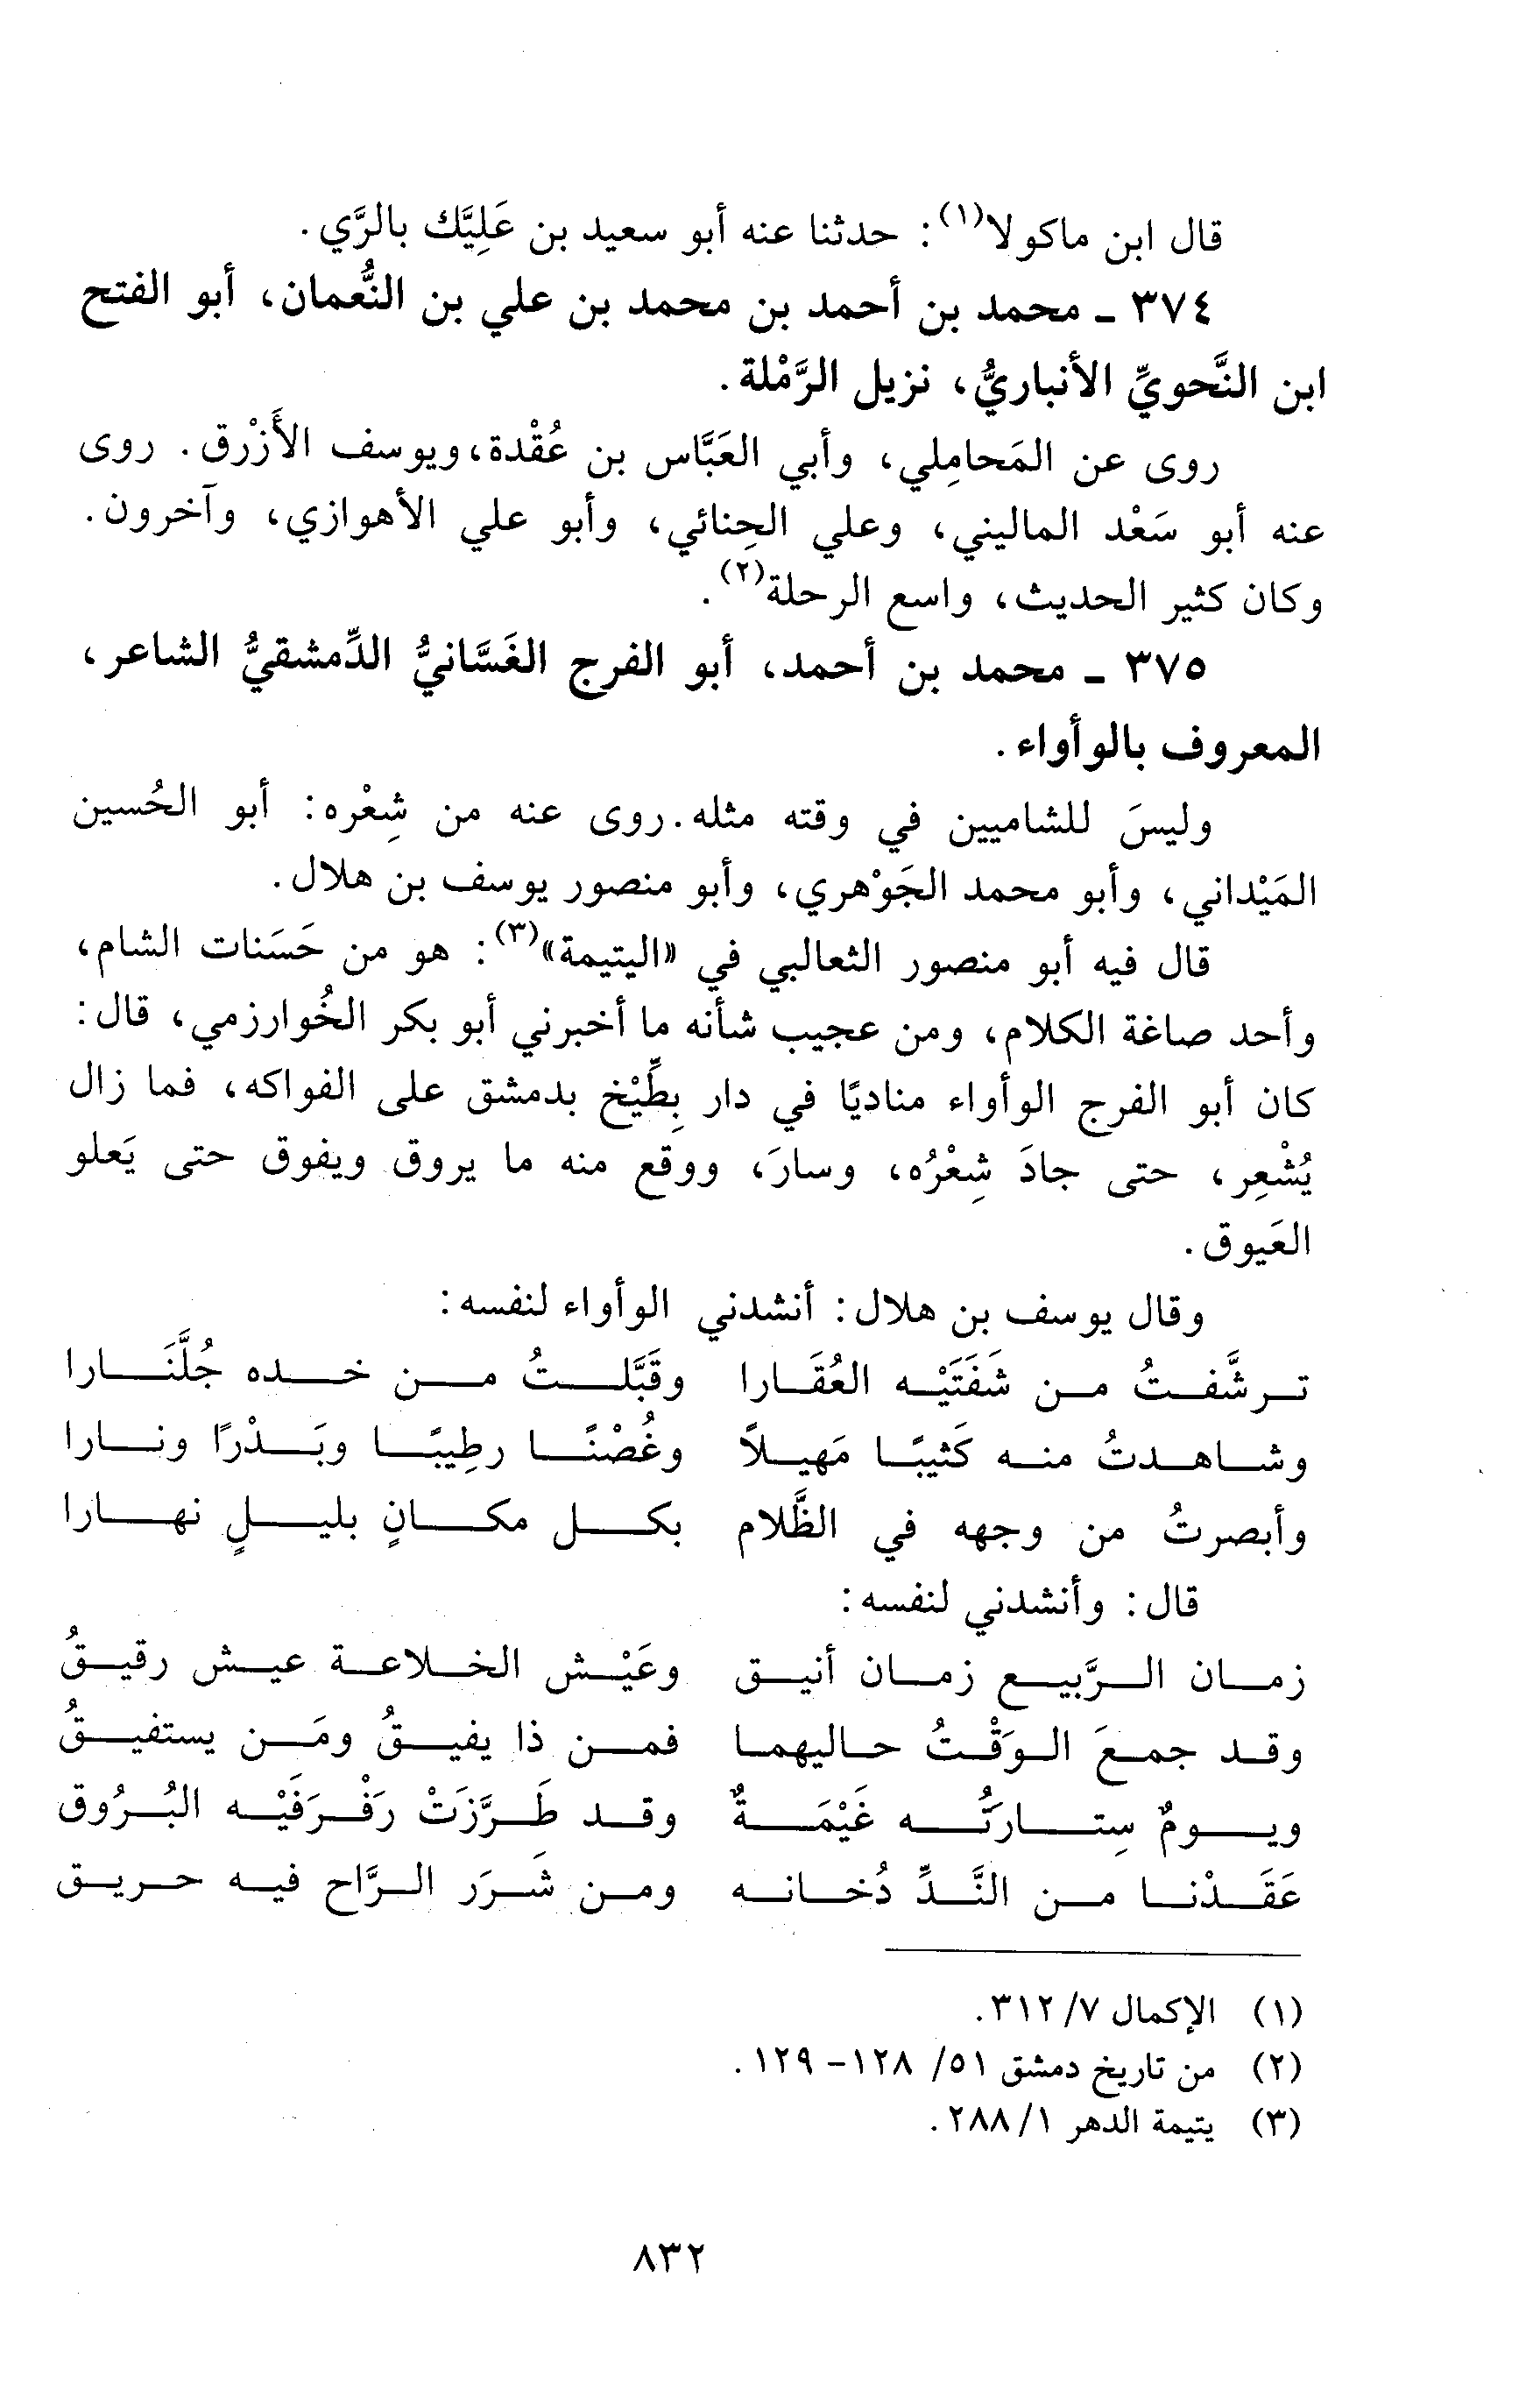 قال ابن ماكولا(١): حدثنا عنه أبو سعيد بن عَلِيَّك بالرَّي.
٣٧٤ - محمد بن أحمد بن محمد بن علي بن النُّعمان، أبو الفتح
ابن النَّحويِّ الأنباريُّ، نزيل الرَّمْلة.
روى عن المَحامِلي، وأبي العَبَّاس بن عُقْدة، ويوسف الأَزْرق. روى
عنه أبو سَعْد الماليني، وعلي الحِنائي، وأبو علي الأهوازي، وآخرون.
وكان كثير الحديث، واسع الرحلة(٢).
٣٧٥ - محمد بن أحمد، أبو الفرج الغَسَّانيُّ الدِّمشقيُّ الشاعر،
المعروف بالوأواء.
وليسَ للشاميين في وقته مثله. روى عنه من شِعْره: أبو الحُسين
المَيْداني، وأبو محمد الجَوْهري، وأبو منصور يوسف بن هلال.
قال فيه أبو منصور الثعالبي في «اليتيمة»(٣): هو من حَسَنات الشام،
وأحد صاغة الكلام، ومن عجيب شأنه ما أخبرني أبو بكر الخُوارزمي، قال:
كان أبو الفرج الوأواء مناديًا في دار بِطِّيْخ بدمشق على الفواكه، فما زال
يُشْعِر، حتى جادَ شِعْرُه، وسارَ، ووقع منه ما يروق ويفوق حتى يَعلو
العَيوق.
وقال يوسف بن هلال: أنشدني الوأواء لنفسه:
ترشَّفتُ من شَفَتَيْه العُقَارا وقَبَّلتُ من خده جُلَّنَارا
وشاهدتُ منه كَثيبًا مَهيلاً وغُصْنًا رطِيبًا وبَدْرًا ونارا
وأبصرتُ من وجهه في الظَّلام بكل مكانٍ بليلٍ نهارا
قال: وأنشدني لنفسه:
زمان الرَّبيع زمان أنيق وعَيْش الخلاعة عيش رقيقُ
وقد جمعَ الوَقْتُ حاليهما فمن ذا يفيقُ ومَن يستفيقُ
ويومٌ سِتارَتُه غَيْمَةٌ وقد طَرَّزَتْ رَفْرَفَيْه البُرُوق
عَقَدْنا من النَّدِّ دُخانه ومن شَرَر الرَّاح فيه حريق
(١) الإكمال ٧/ ٣١٢.
(٢) من تاريخ دمشق ٥١/ ١٢٨- ١٢٩.
(٣) يتيمة الدهر ١/ ٢٨٨.
٨٣٢